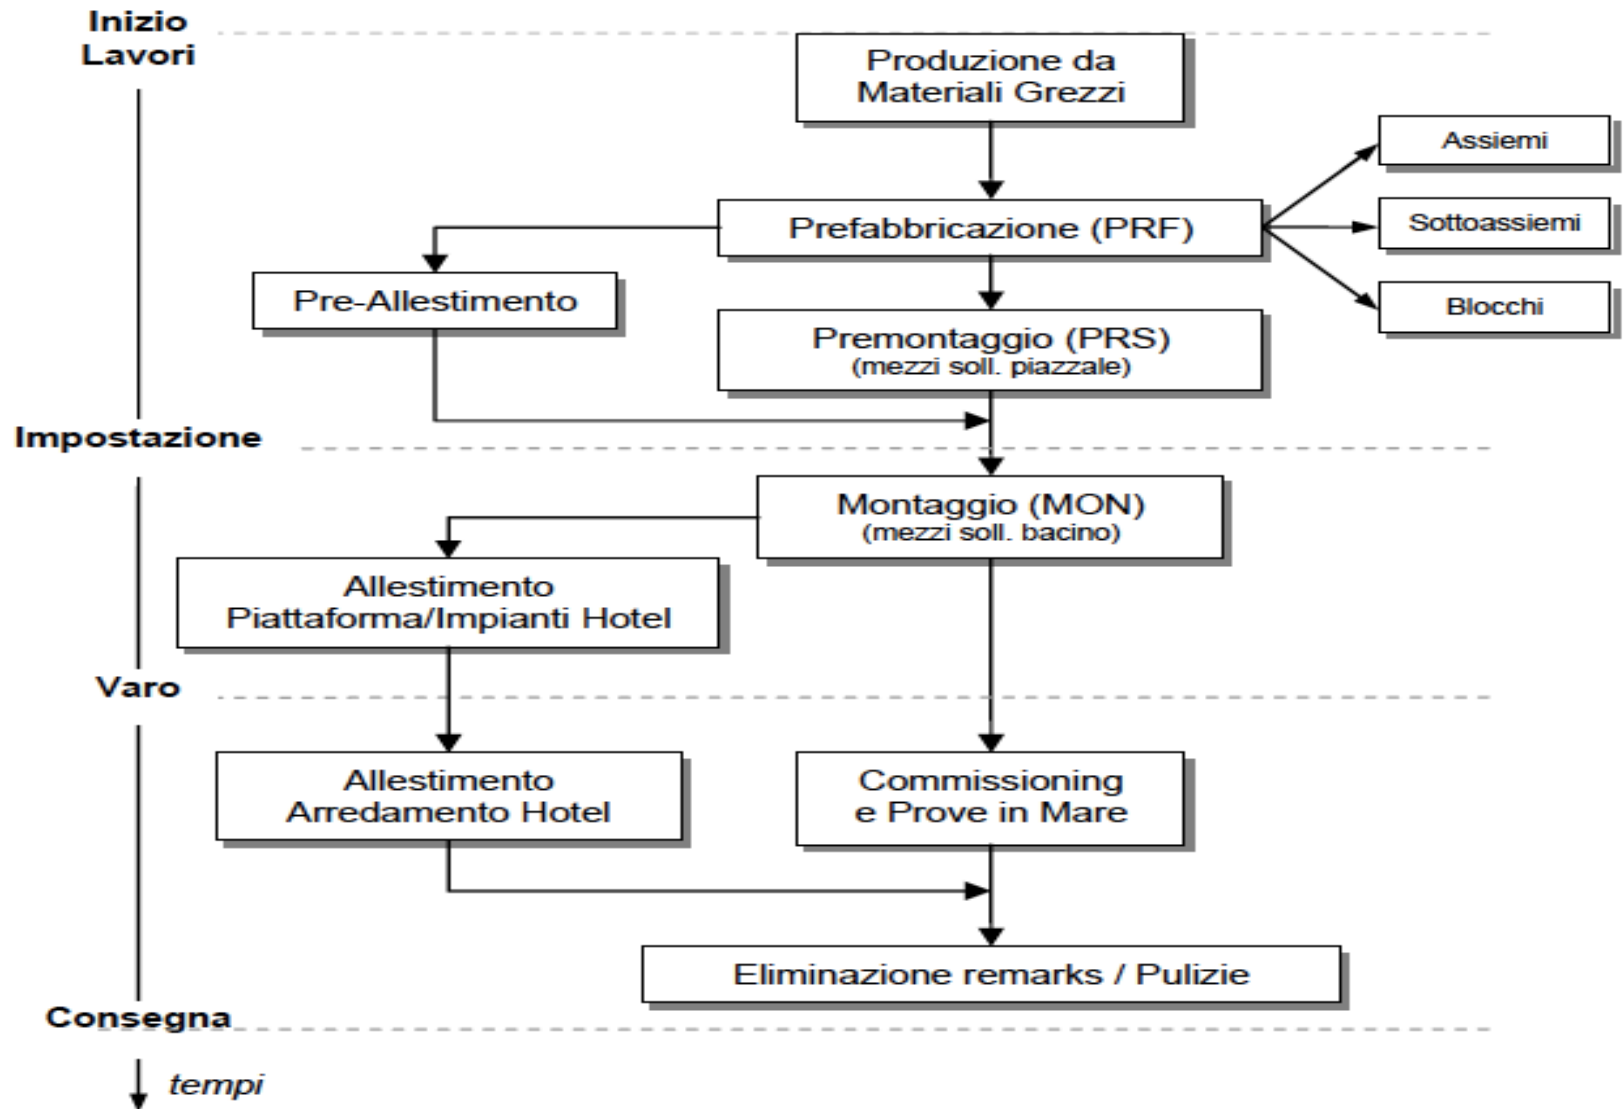 Inizio
Lavori
Produzione da
Materiali Grezzi
Assiemi
Prefabbricazione (PRF)
Sottoassiemi
Pre-Allestimento
Blocchi
Premontaggio (PRS)
(mezzi soll. piazzale)
Impostazione
Montaggio (MON)
(mezzi soll. bacino)
Allestimento
Piattaforma/Impianti Hotel
Varo
Allestimento
Arredamento Hotel
Commissioning
e Prove in Mare
Eliminazione remarks / Pulizie
Consegna
tempi